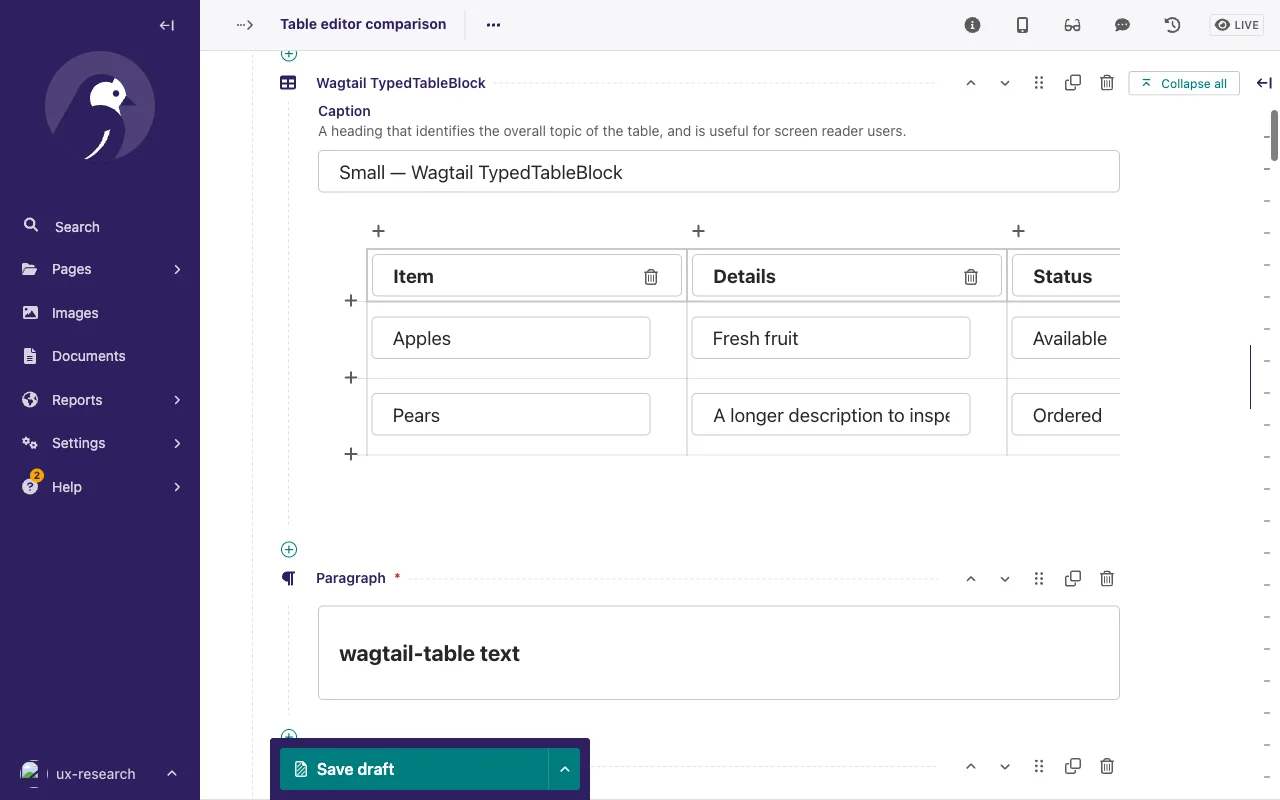 Table editor comparison
LIVE
Wagtail TypedTableBlock
Collapse all
Caption
A heading that identifies the overall topic of the table, and is useful for screen reader users.
Small — Wagtail TypedTableBlock
Item Details Status
Apples Fresh fruit Available
Pears A longer description to inspe Ordered
Paragraph *
wagtail-table text
Save draft
Search
Pages
Images
Documents
Reports
Settings
2
Help
ux-research